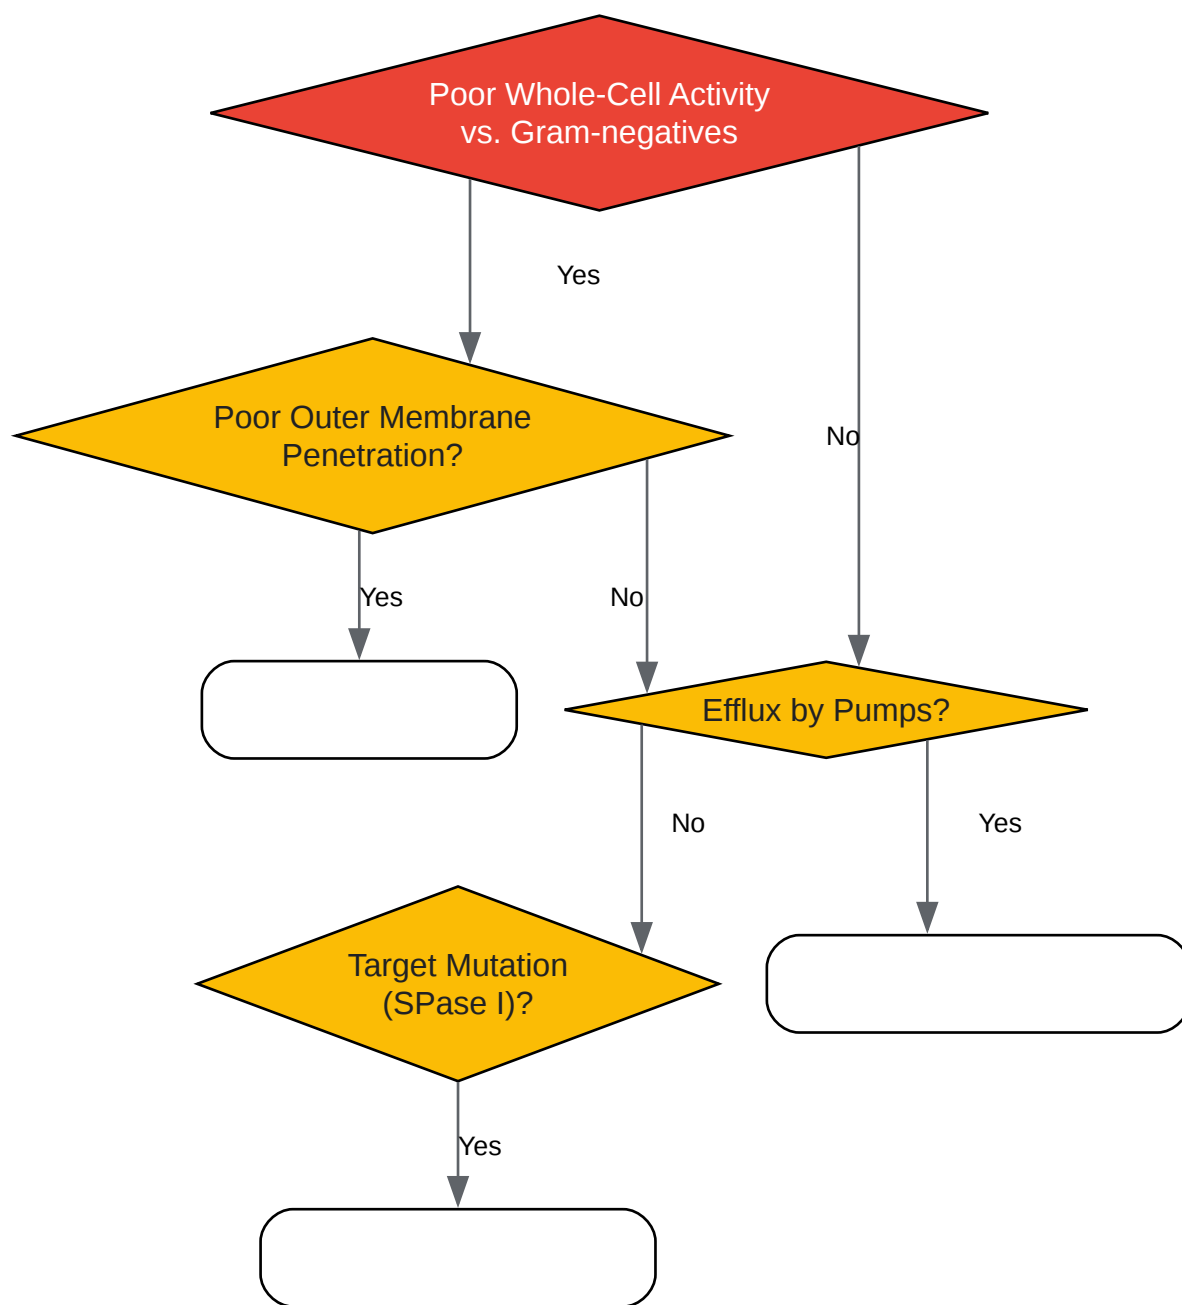 Poor Whole-Cell Activity
vs. Gram-negatives
Yes
Poor Outer Membrane
Penetration?
No
Yes
No
Efflux by Pumps?
No
Yes
Target Mutation
(SPase I)?
Yes